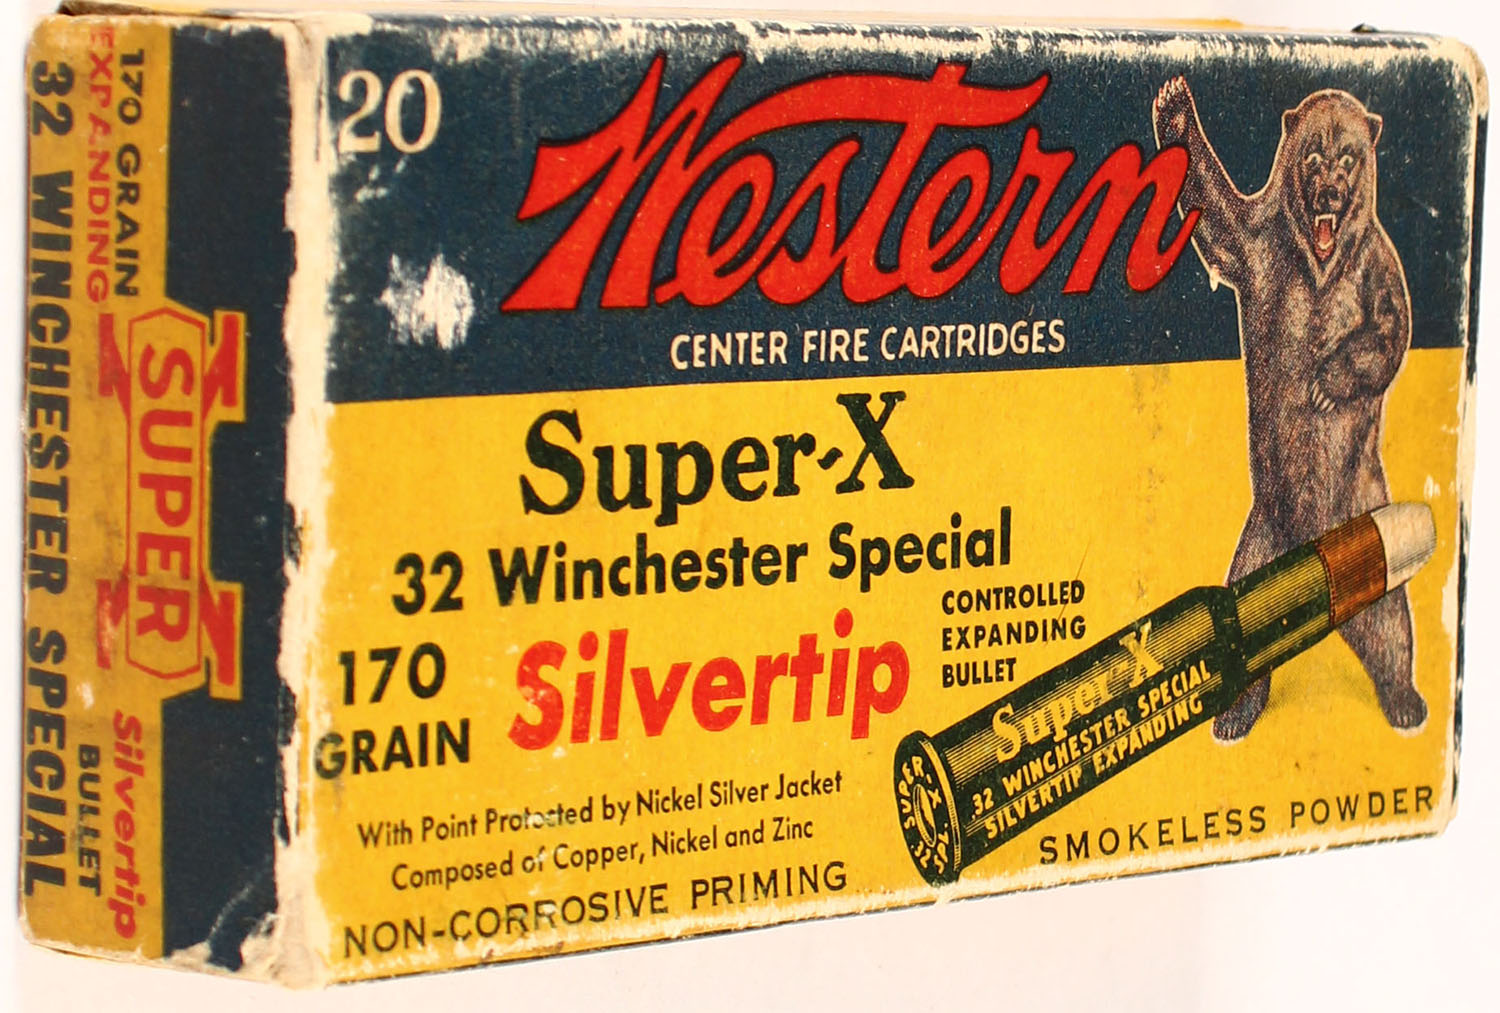 20
Western
CENTER FIRE CARTRIDGES
Super-X
32 Winchester Special
170
GRAIN
Silvertip
CONTROLLED
EXPANDING
BULLET
With Point Protected by Nickel Silver Jacket
Composed of Copper, Nickel and Zinc
NON-CORROSIVE PRIMING
SMOKELESS POWDER
Super-X
.32 WINCHESTER SPECIAL
SILVERTIP EXPANDING
SUPER
X
SPL.
170 GRAIN
EXPANDING
32 WINCHESTER SPECIAL
SUPER
X
Silvertip
BULLET